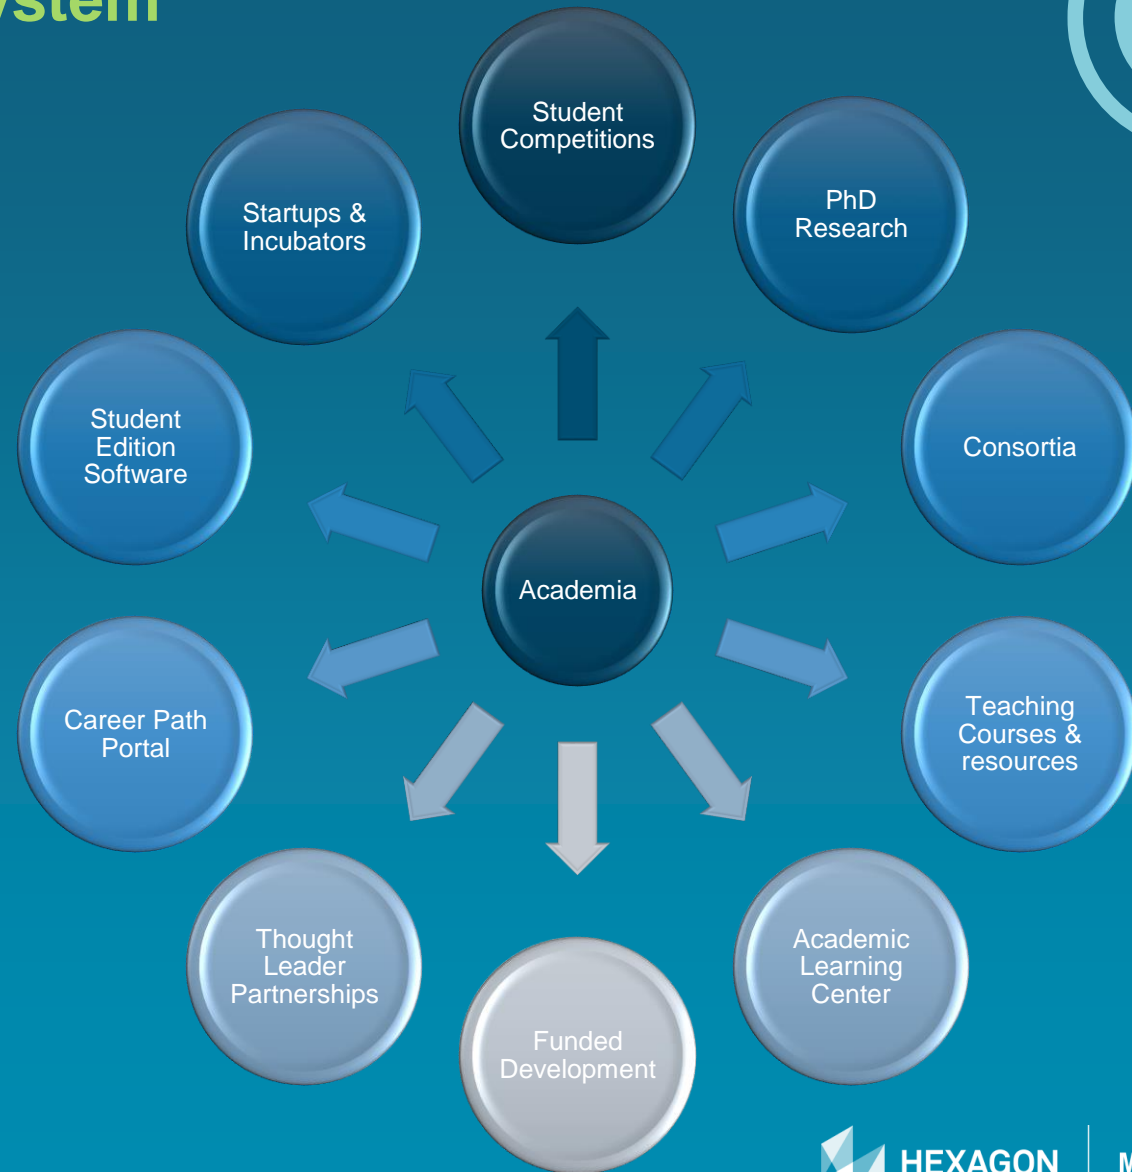 Student
Competitions
PhD
Research
Startups &
Incubators
Student
Edition
Software
Consortia
Academia
Career Path
Portal
Teaching
Courses &
resources
Thought
Leader
Partnerships
Academic
Learning
Center
Funded
Development
HEXAGON